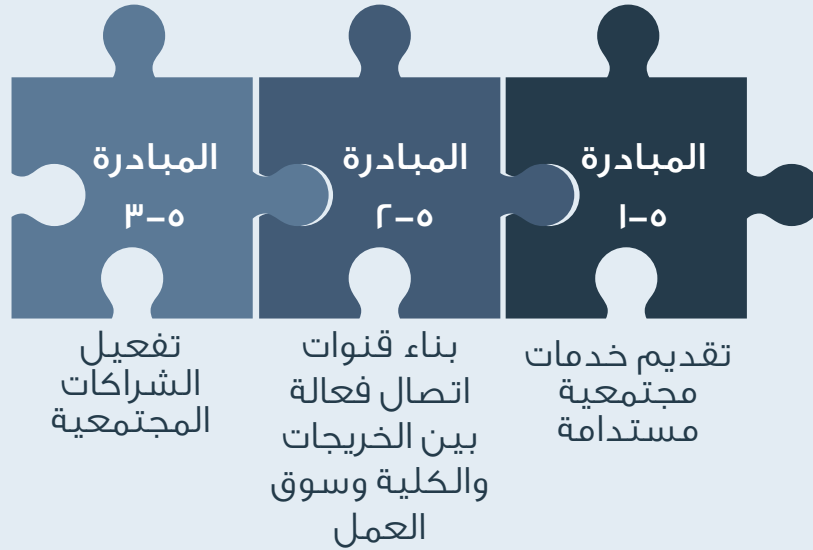 المبادرة
٥-١
المبادرة
٥-٢
المبادرة
٥-٣
تقديم خدمات
مجتمعية
مستدامة
بناء قنوات
اتصال فعالة
بين الخريجات
والكلية وسوق
العمل
تفعيل
الشراكات
المجتمعية